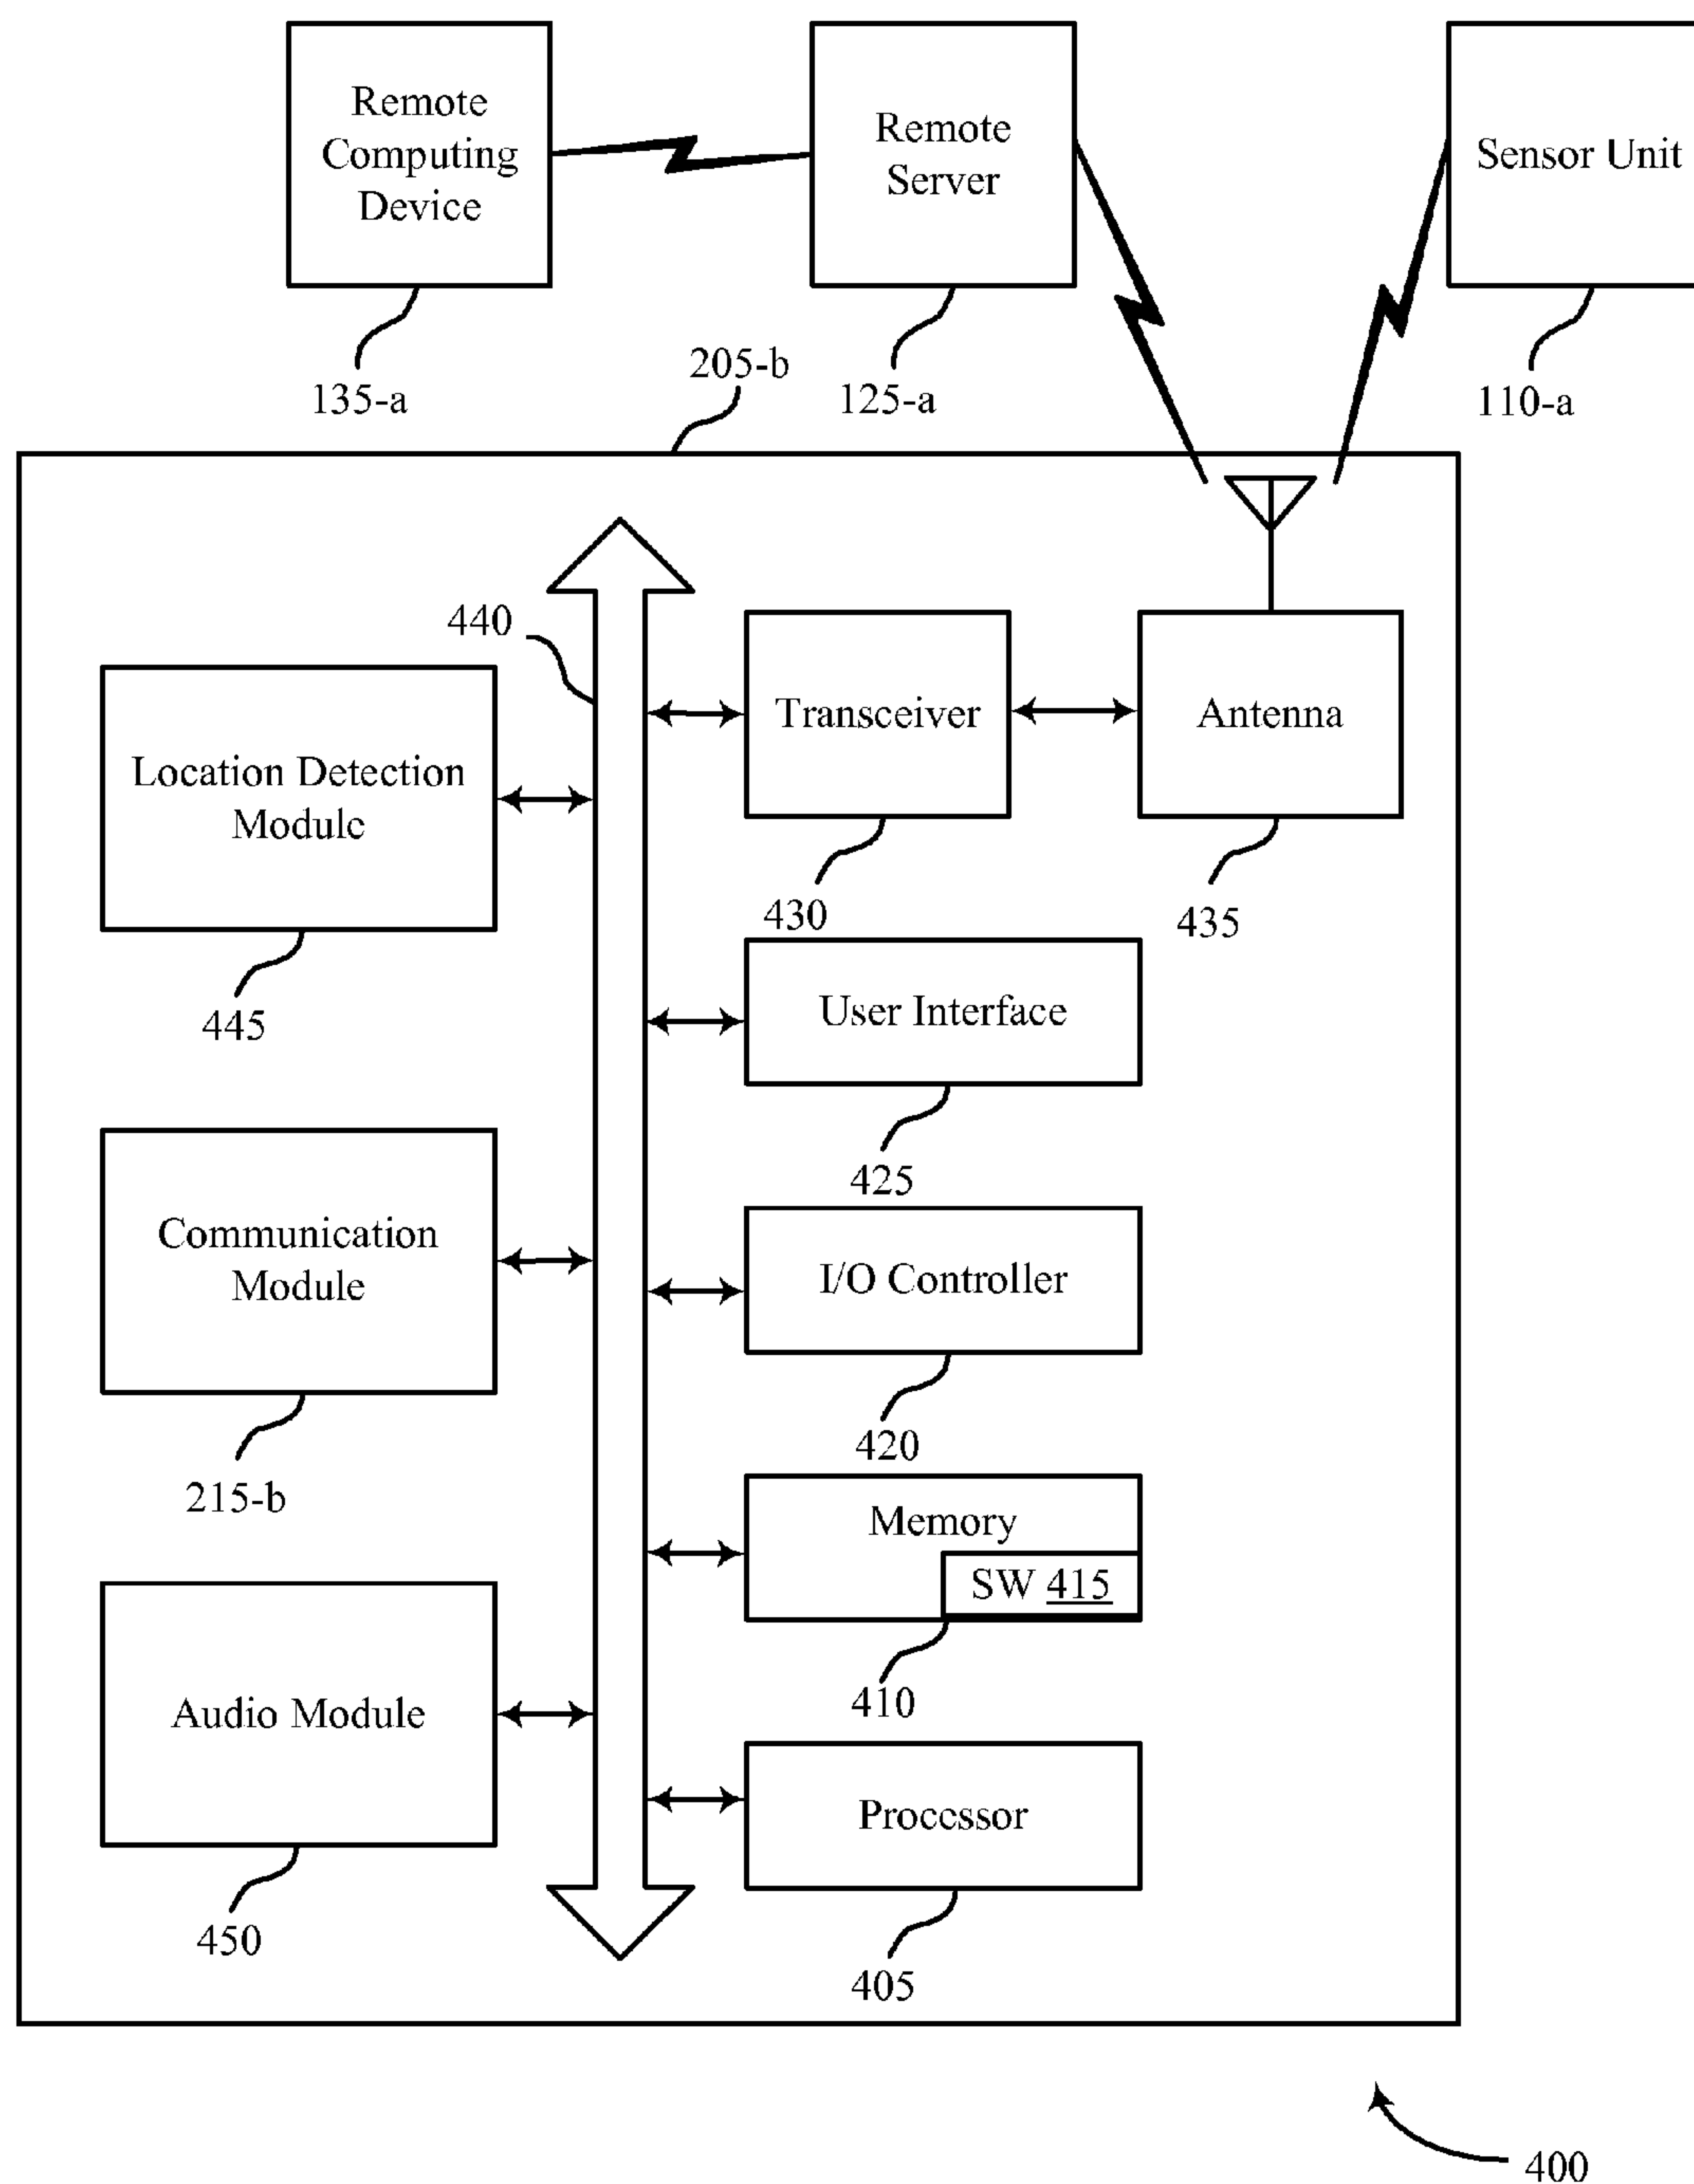 Remote
Computing
Device
Remote
Server
Sensor Unit
135-a
205-b
125-a
110-a
440
Transceiver
Antenna
Location Detection
Module
430
435
445
User Interface
425
Communication
Module
I/O Controller
420
215-b
Memory
SW 415
410
Audio Module
Processor
450
405
400